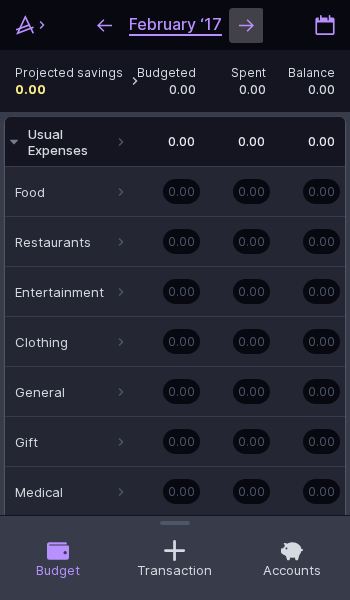 February ‘17
Projected savings Budgeted Spent Balance
0.00 0.00 0.00 0.00
Usual Expenses 0.00 0.00 0.00
Food 0.00 0.00 0.00
Restaurants 0.00 0.00 0.00
Entertainment 0.00 0.00 0.00
Clothing 0.00 0.00 0.00
General 0.00 0.00 0.00
Gift 0.00 0.00 0.00
Medical 0.00 0.00 0.00
Budget Transaction Accounts